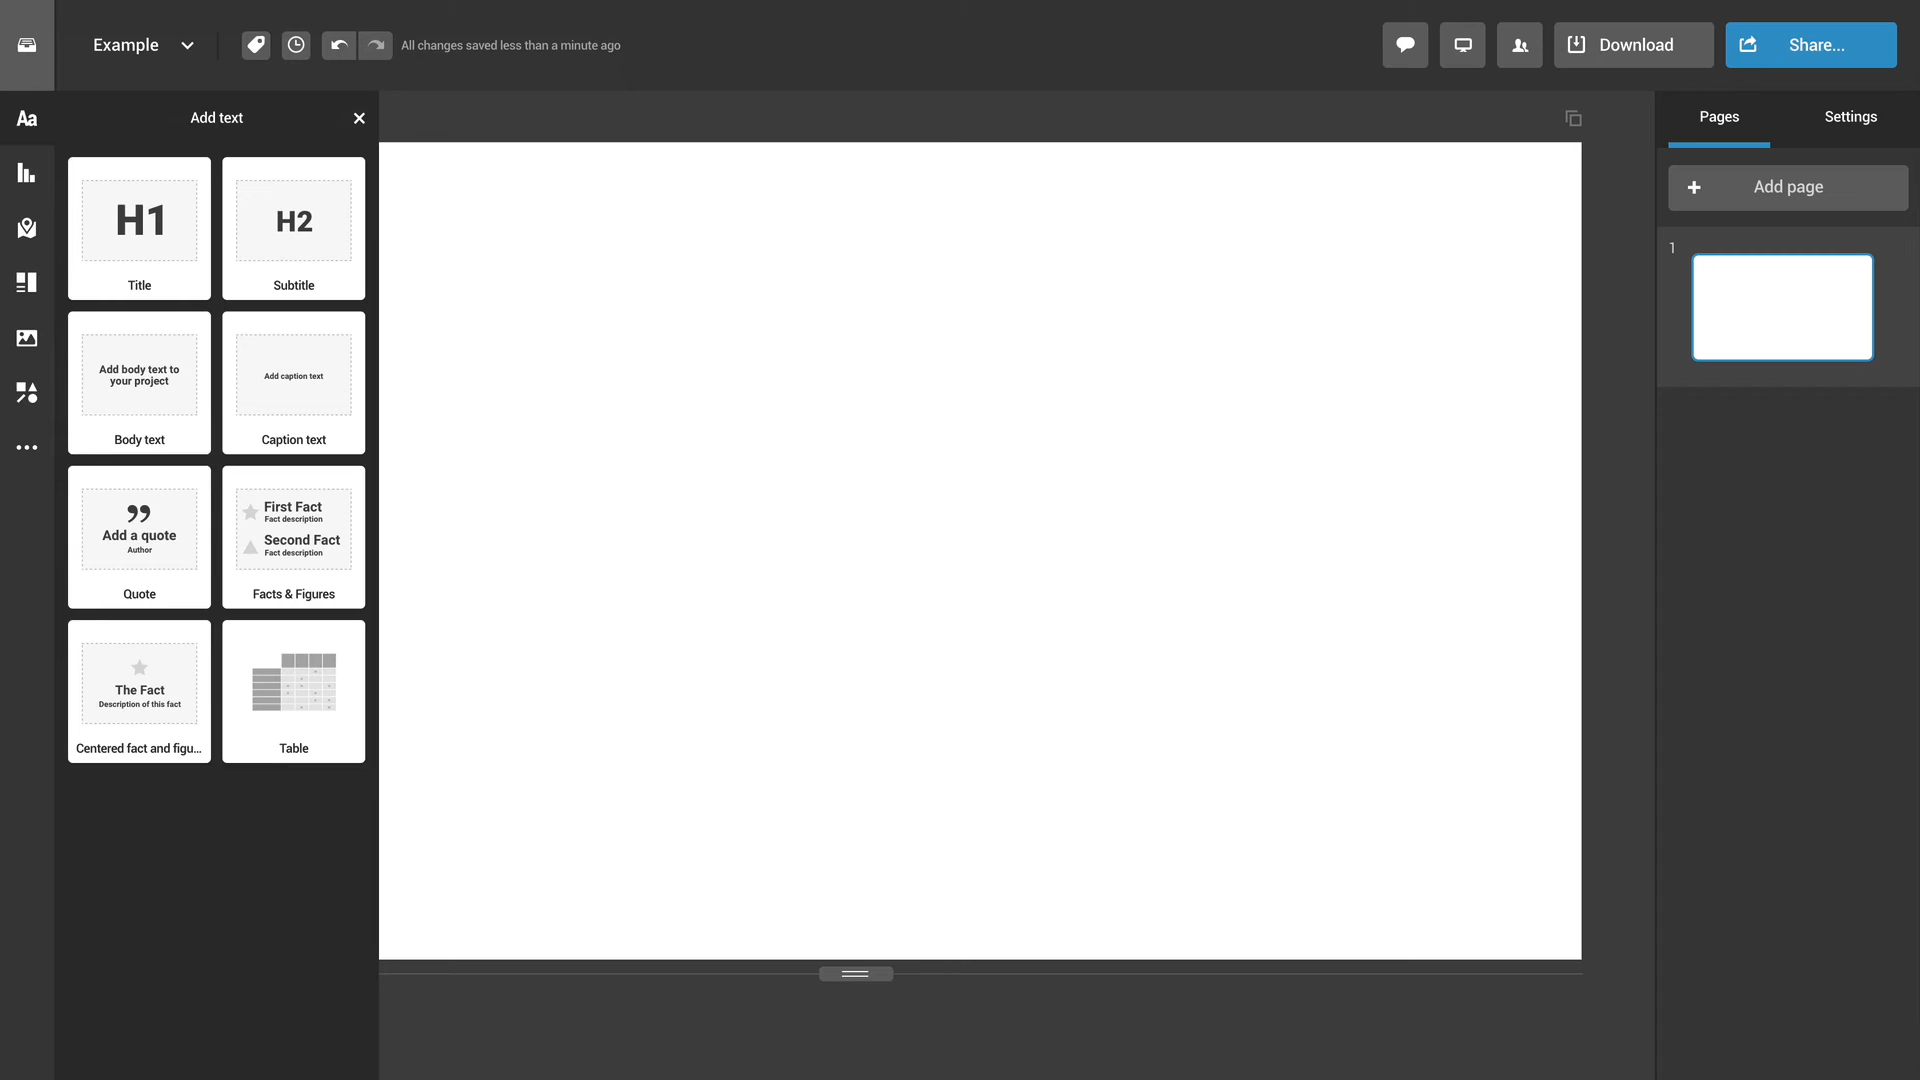 Example
All changes saved less than a minute ago
Download
Share...
Aa
Add text
Pages
Settings
Add page
1
H1
Title
H2
Subtitle
Add body text to
your project
Body text
Add caption text
Caption text
Add a quote
Author
Quote
First Fact
Fact description
Second Fact
Fact description
Facts & Figures
The Fact
Description of this fact
Centered fact and figu...
Table